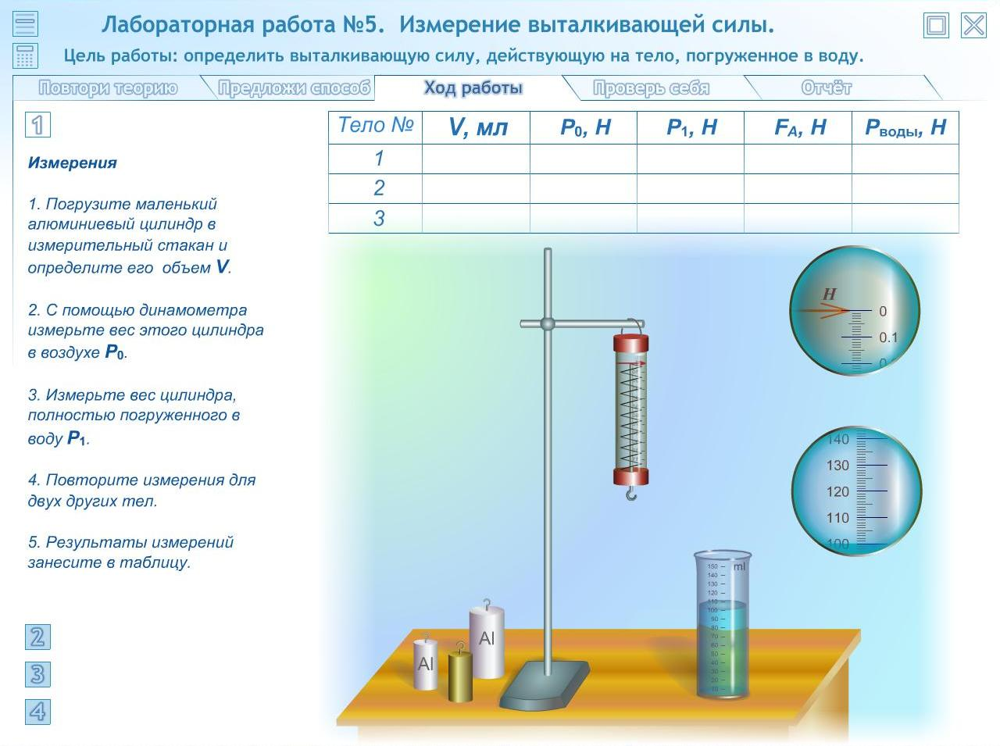 Лабораторная работа №5. Измерение выталкивающей силы.
Цель работы: определить выталкивающую силу, действующую на тело, погруженное в воду.
Повтори теорию Предложи способ Ход работы Проверь себя Отчёт
1
Измерения
1. Погрузите маленький
алюминиевый цилиндр в
измерительный стакан и
определите его объем V.
2. С помощью динамометра
измерьте вес этого цилиндра
в воздухе P0.
3. Измерьте вес цилиндра,
полностью погруженного в
воду P1.
4. Повторите измерения для
двух других тел.
5. Результаты измерений
занесите в таблицу.
2
3
4
Тело № V, мл P0, Н P1, Н FA, Н Pводы, Н
1
2
3
Н
0
0.1
140
130
120
110
100
Al
Al
ml
150
140
130
120
110
100
90
80
70
60
50
40
30
20
10